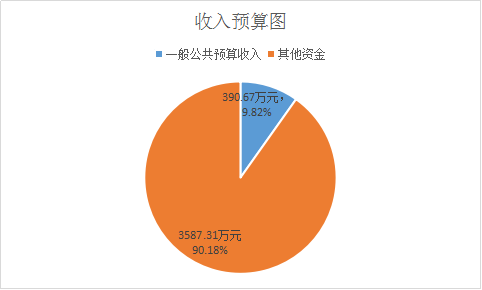 收入预算图
一般公共预算收入 其他资金
390.67万元，
9.82%
3587.31万元
90.18%